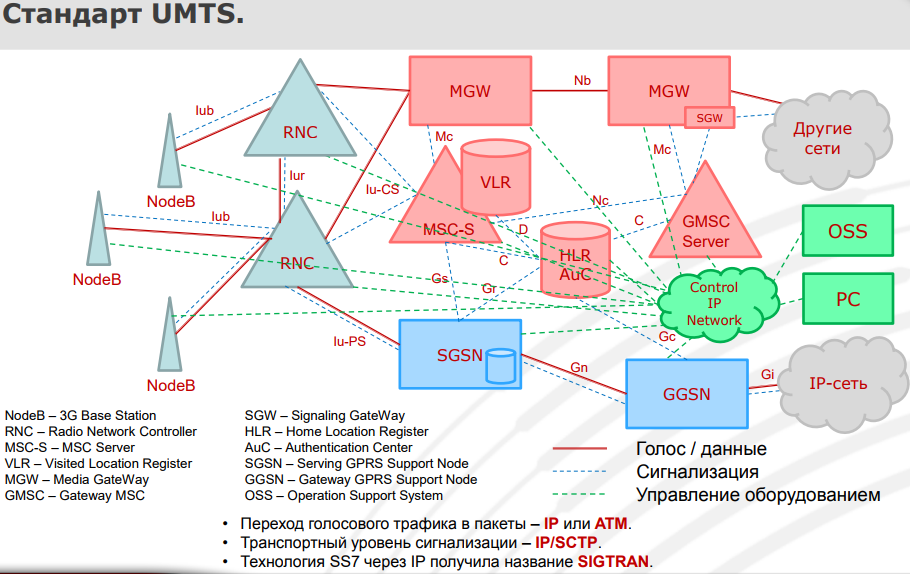 Стандарт UMTS.
MGW
Nb
MGW
SGW
Другие
сети
Iub
RNC
Mc
Mc
NodeB
Iur
Iu-CS
VLR
MSC-S
Nc
C
GMSC
Server
OSS
Iub
NodeB
RNC
D
C
HLR
AuC
Control
IP
Network
PC
Gs
Gr
Iu-PS
NodeB
SGSN
Gn
Gc
GGSN
Gi
IP-сеть
NodeB – 3G Base Station
RNC – Radio Network Controller
MSC-S – MSC Server
VLR – Visited Location Register
MGW – Media GateWay
GMSC – Gateway MSC
SGW – Signaling GateWay
HLR – Home Location Register
AuC – Authentication Center
SGSN – Serving GPRS Support Node
GGSN – Gateway GPRS Support Node
OSS – Operation Support System
Голос / данные
Сигнализация
Управление оборудованием
• Переход голосового трафика в пакеты – IP или ATM.
• Транспортный уровень сигнализации – IP/SCTP.
• Технология SS7 через IP получила название SIGTRAN.